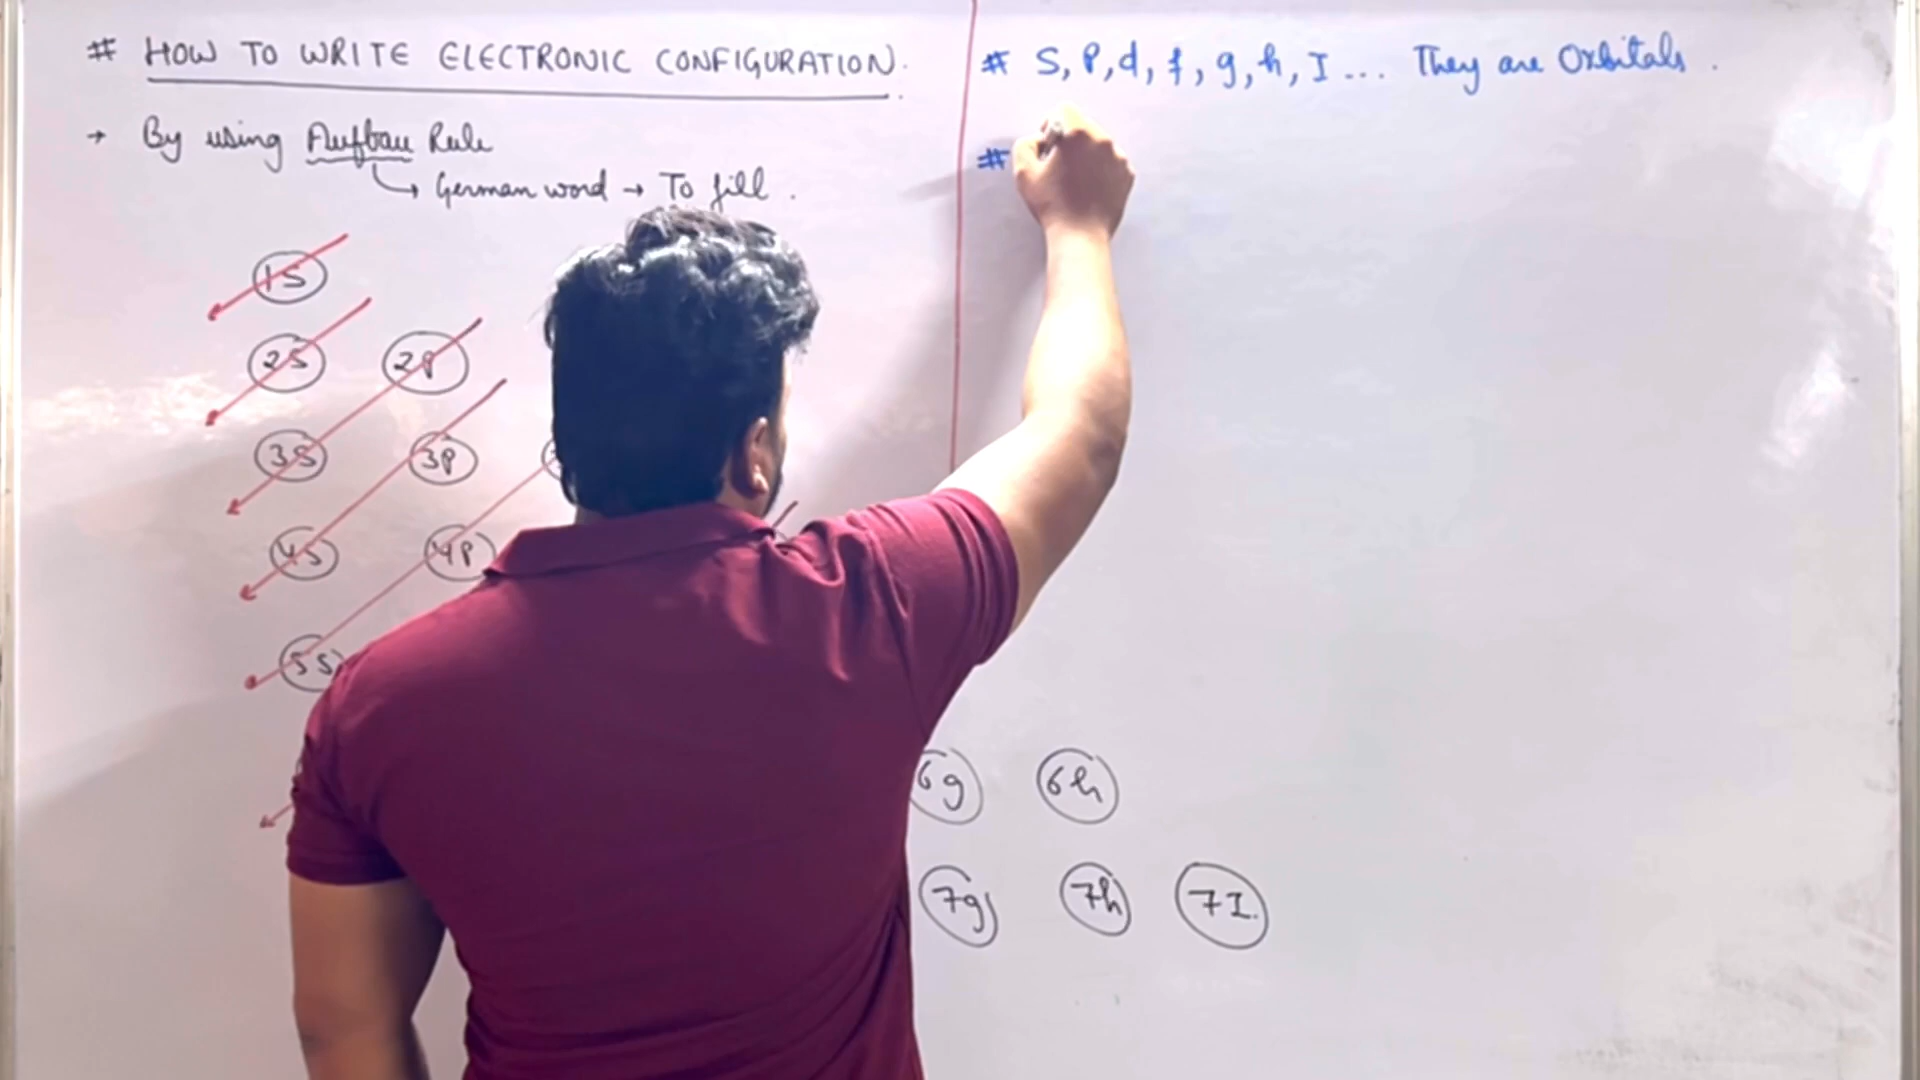 # HOW TO WRITE ELECTRONIC CONFIGURATION.
→ By using Aufbau Rule
German word → To fill.
1S
2S 2P
3S 3P
4S 4P
5S
6g 6h
7g 7h 7I.
# S, P, d, f, g, h, I ... They are Orbitals.
#